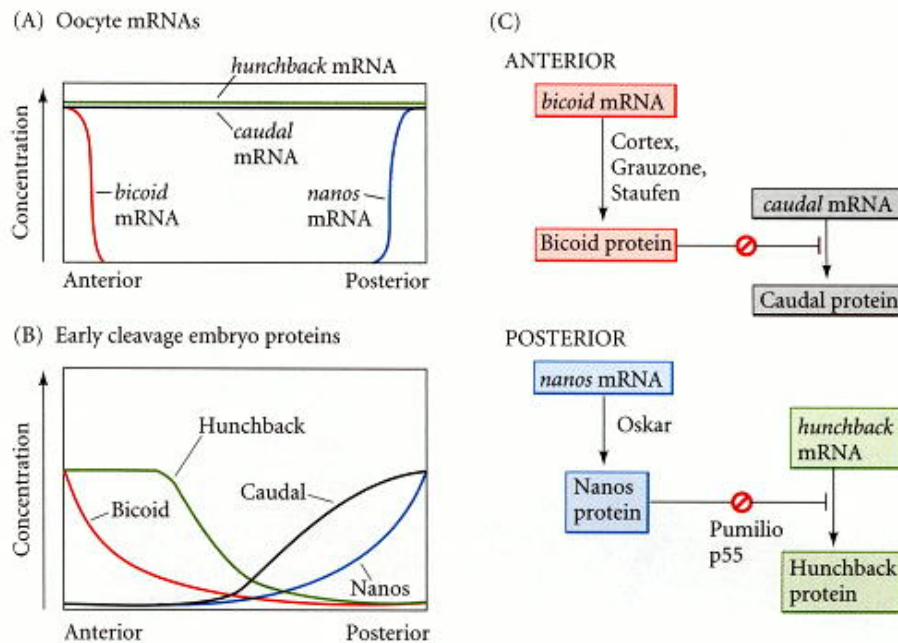 (A) Oocyte mRNAs
hunchback mRNA
caudal
mRNA
bicoid
mRNA
nanos
mRNA
Concentration
Anterior
Posterior
(B) Early cleavage embryo proteins
Hunchback
Caudal
Bicoid
Nanos
Concentration
Anterior
Posterior
(C)
ANTERIOR
bicoid mRNA
Cortex,
Grauzone,
Staufen
caudal mRNA
Bicoid protein
Caudal protein
POSTERIOR
nanos mRNA
Oskar
hunchback
mRNA
Nanos
protein
Pumilio
p55
Hunchback
protein